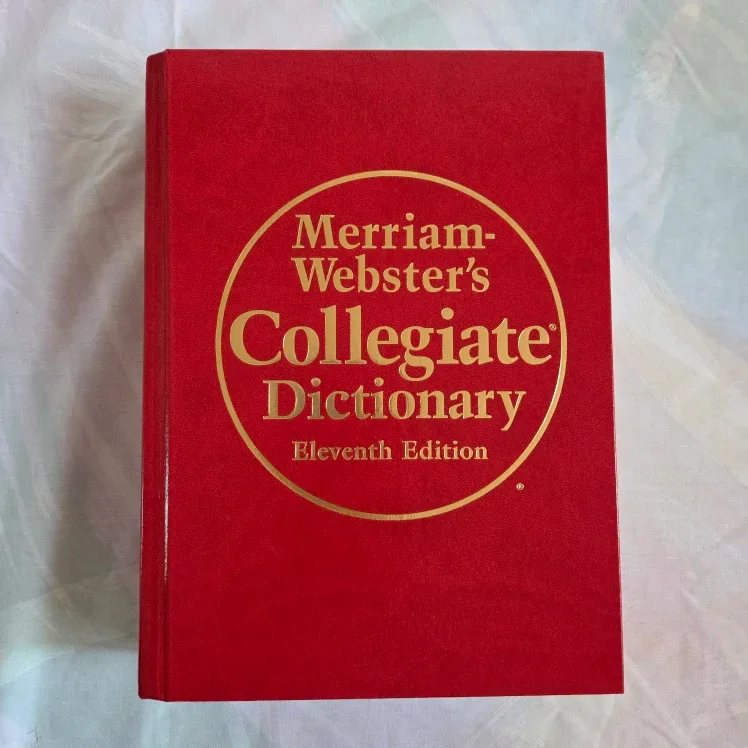 Merriam-
Webster's
Collegiate®
Dictionary
Eleventh Edition
®